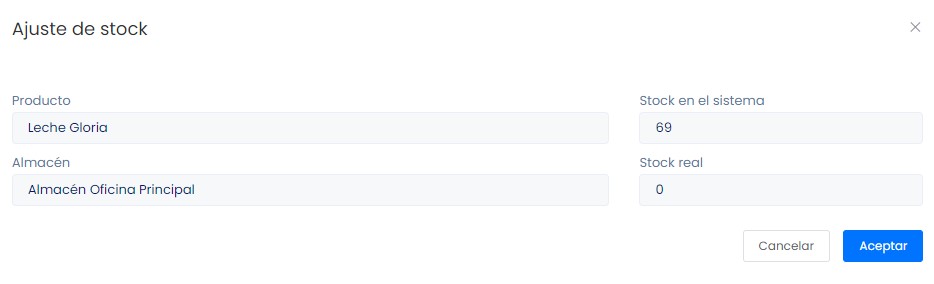 Ajuste de stock
Producto
Stock en el sistema
Leche Gloria
69
Almacén
Stock real
Almacén Oficina Principal
0
Cancelar
Aceptar